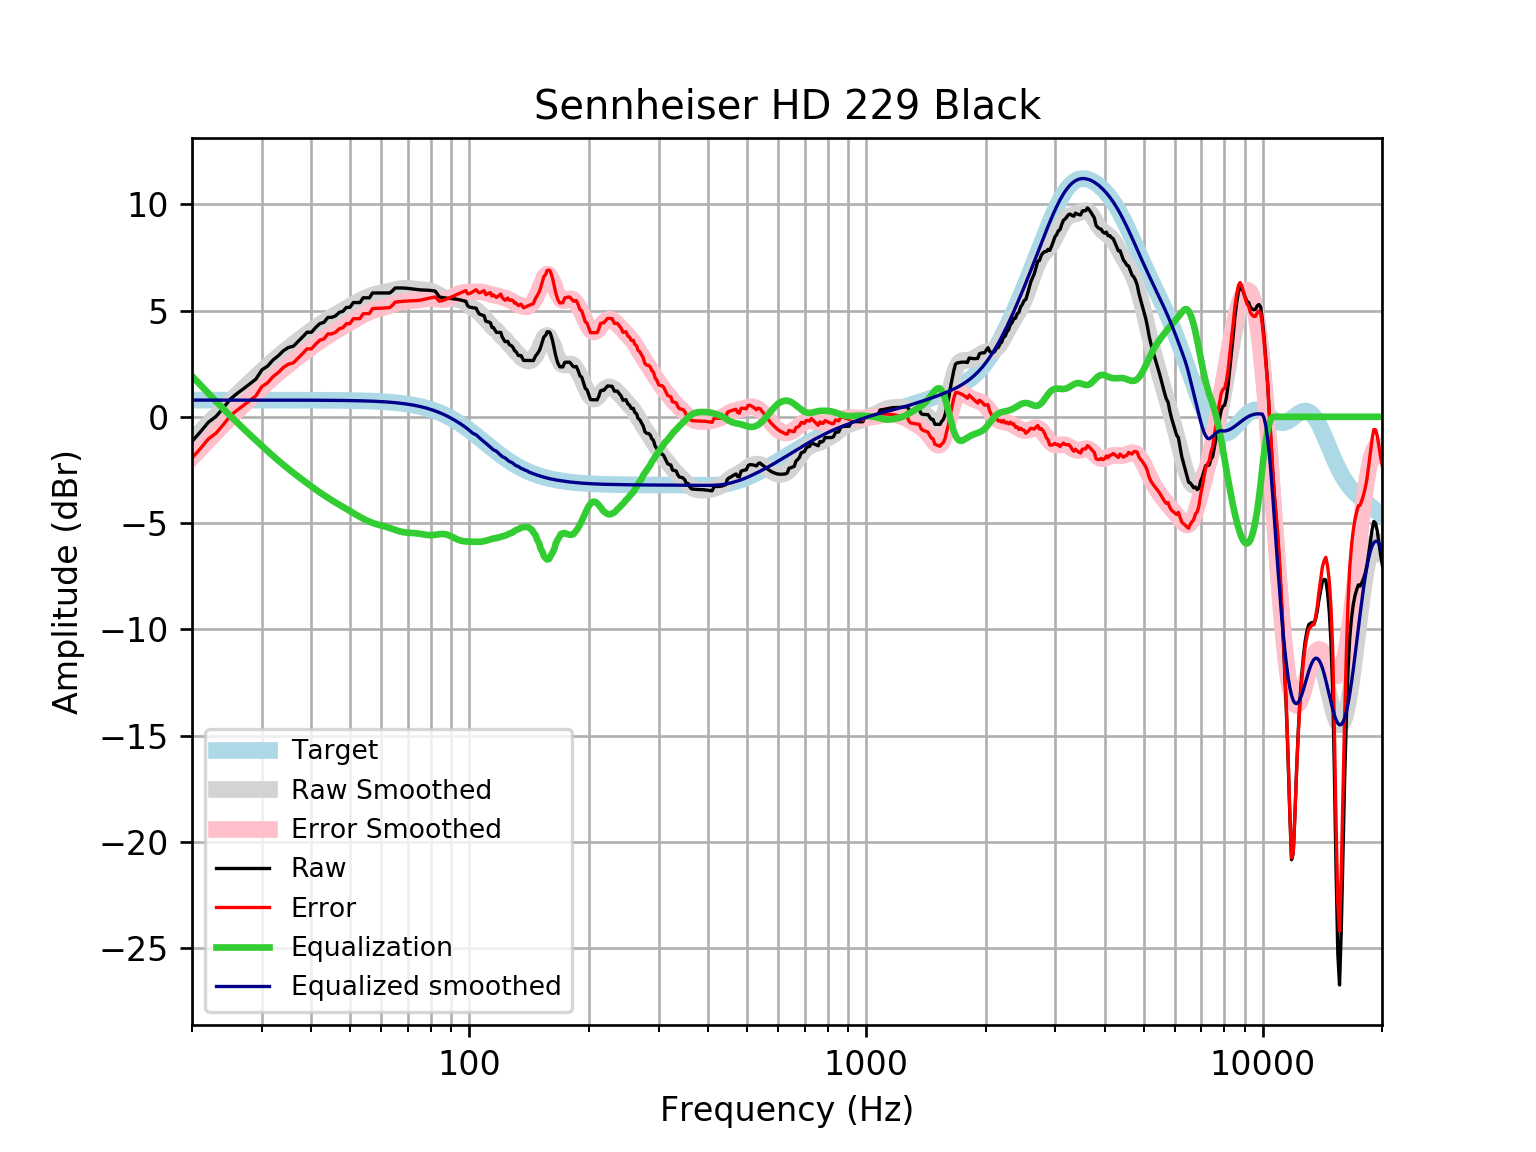 Sennheiser HD 229 Black
10
5
0
−5
−10
−15
−20
−25
Amplitude (dBr)
Target
Raw Smoothed
Error Smoothed
Raw
Error
Equalization
Equalized smoothed
100
1000
10000
Frequency (Hz)